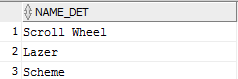 NAME_DET
1 Scroll Wheel
2 Lazer
3 Scheme